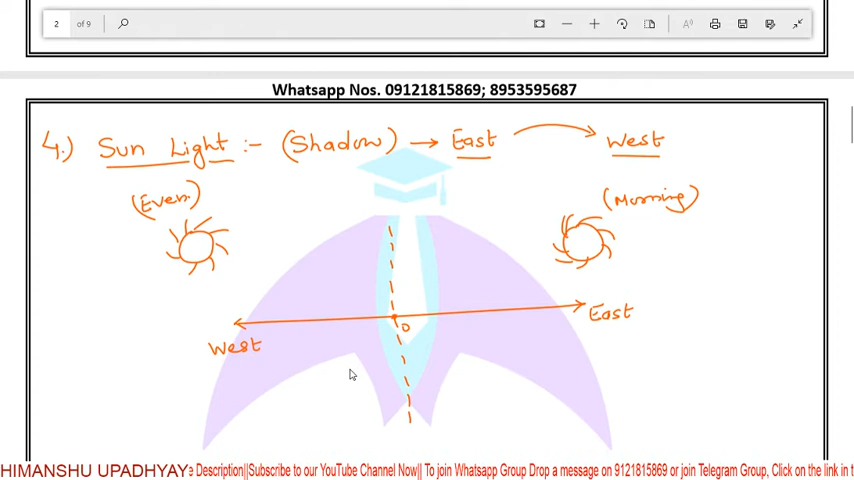 2 of 9
Whatsapp Nos. 09121815869; 8953595687
4.) Sun Light :- (Shadow) → East → West
(Even.) (Morning)
O East
West
HIMANSHU UPADHYAY e Description||Subscribe to our YouTube Channel Now|| To join Whatsapp Group Drop a message on 9121815869 or join Telegram Group, Click on the link in t